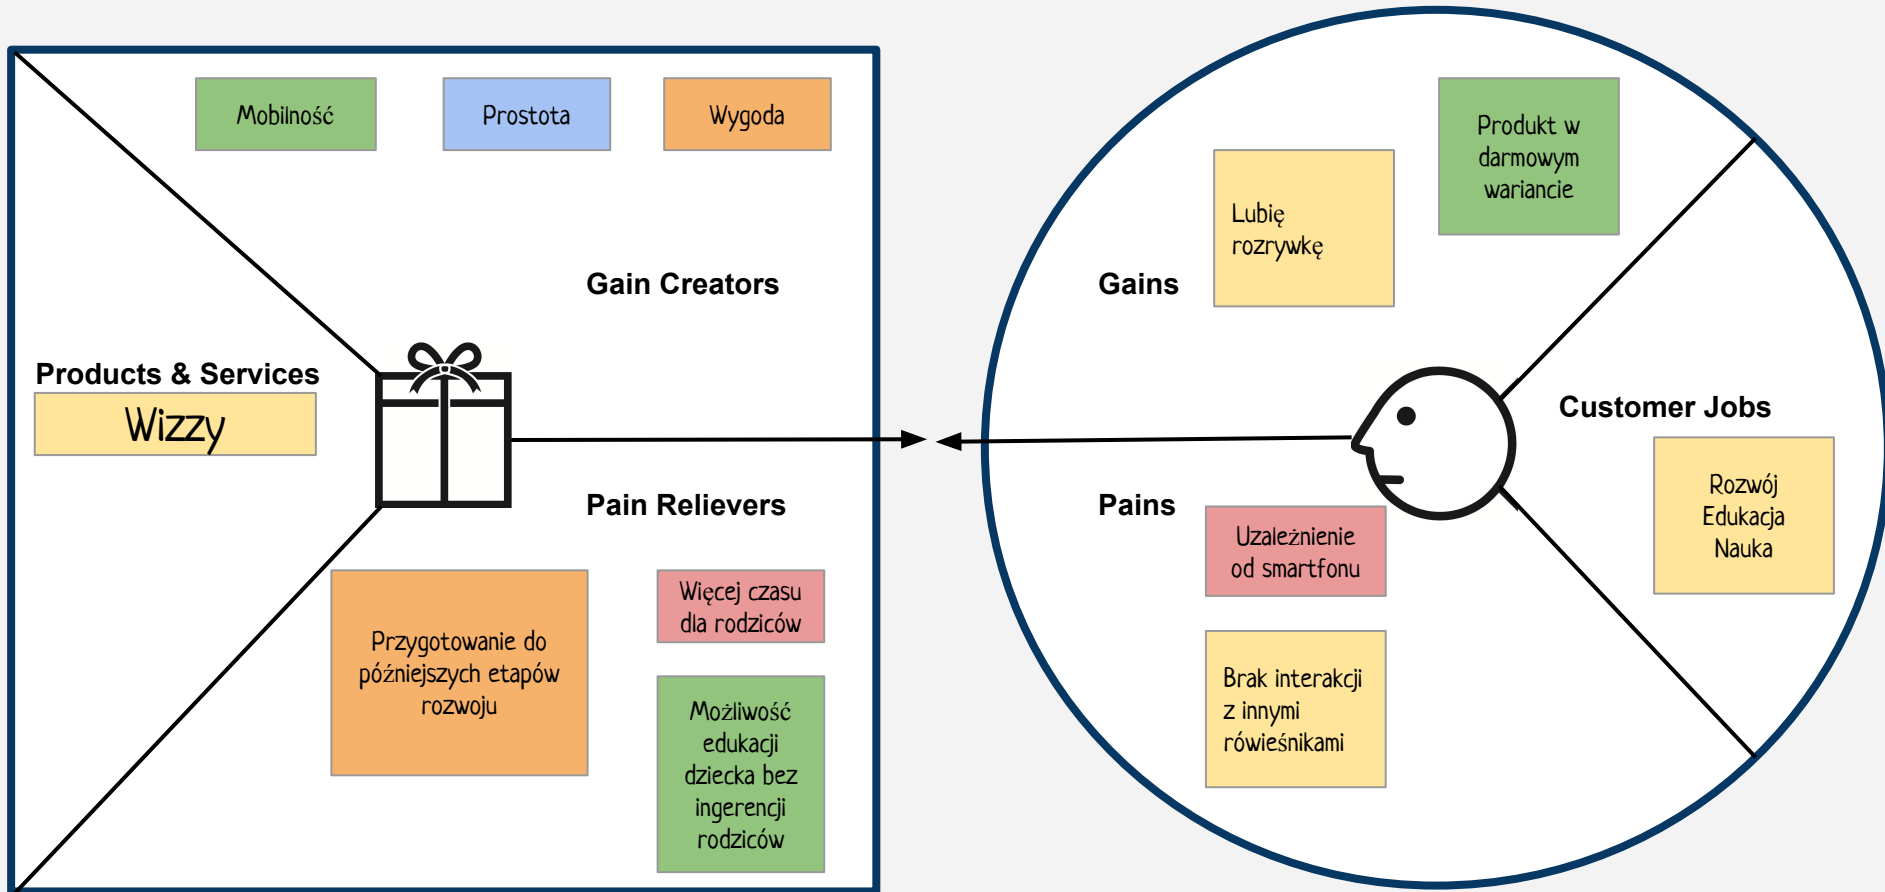 Mobilność
Prostota
Wygoda
Gain Creators
Products & Services
Wizzy
Pain Relievers
Przygotowanie do
późniejszych etapów
rozwoju
Więcej czasu
dla rodziców
Możliwość
edukacji
dziecka bez
ingerencji
rodziców
Produkt w
darmowym
wariancie
Lubię
rozrywkę
Gains
Customer Jobs
Rozwój
Edukacja
Nauka
Pains
Uzależnienie
od smartfonu
Brak interakcji
z innymi
rówieśnikami